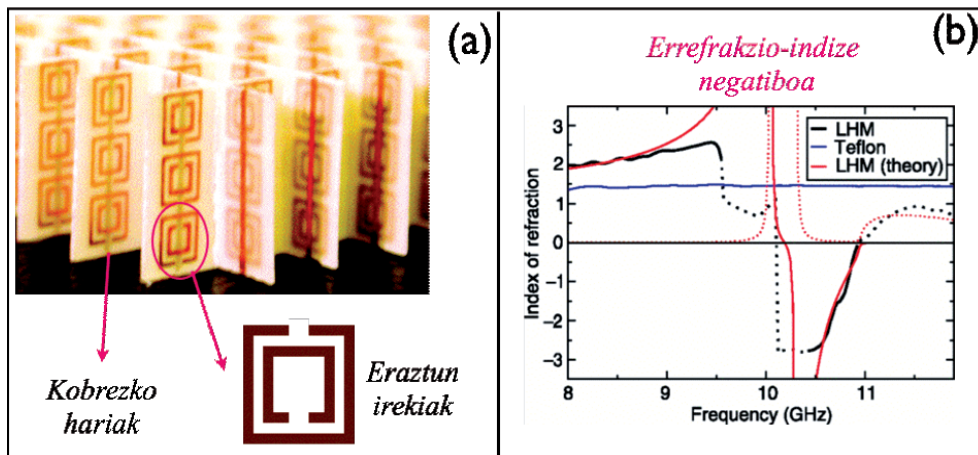 (a)
Kobrezko
hariak
Eraztun
irekiak
(b)
Errefrakzio-indize
negatiboa
LHM
Teflon
LHM (theory)
Index of refraction
3
2
1
0
-1
-2
-3
8
9
10
11
Frequency (GHz)